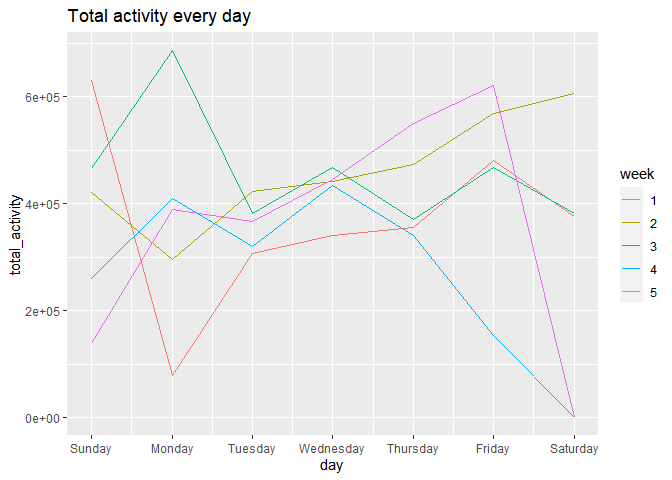 Total activity every day
6e+05
4e+05
2e+05
0e+00
total_activity
Sunday Monday Tuesday Wednesday Thursday Friday Saturday
day
week
1
2
3
4
5